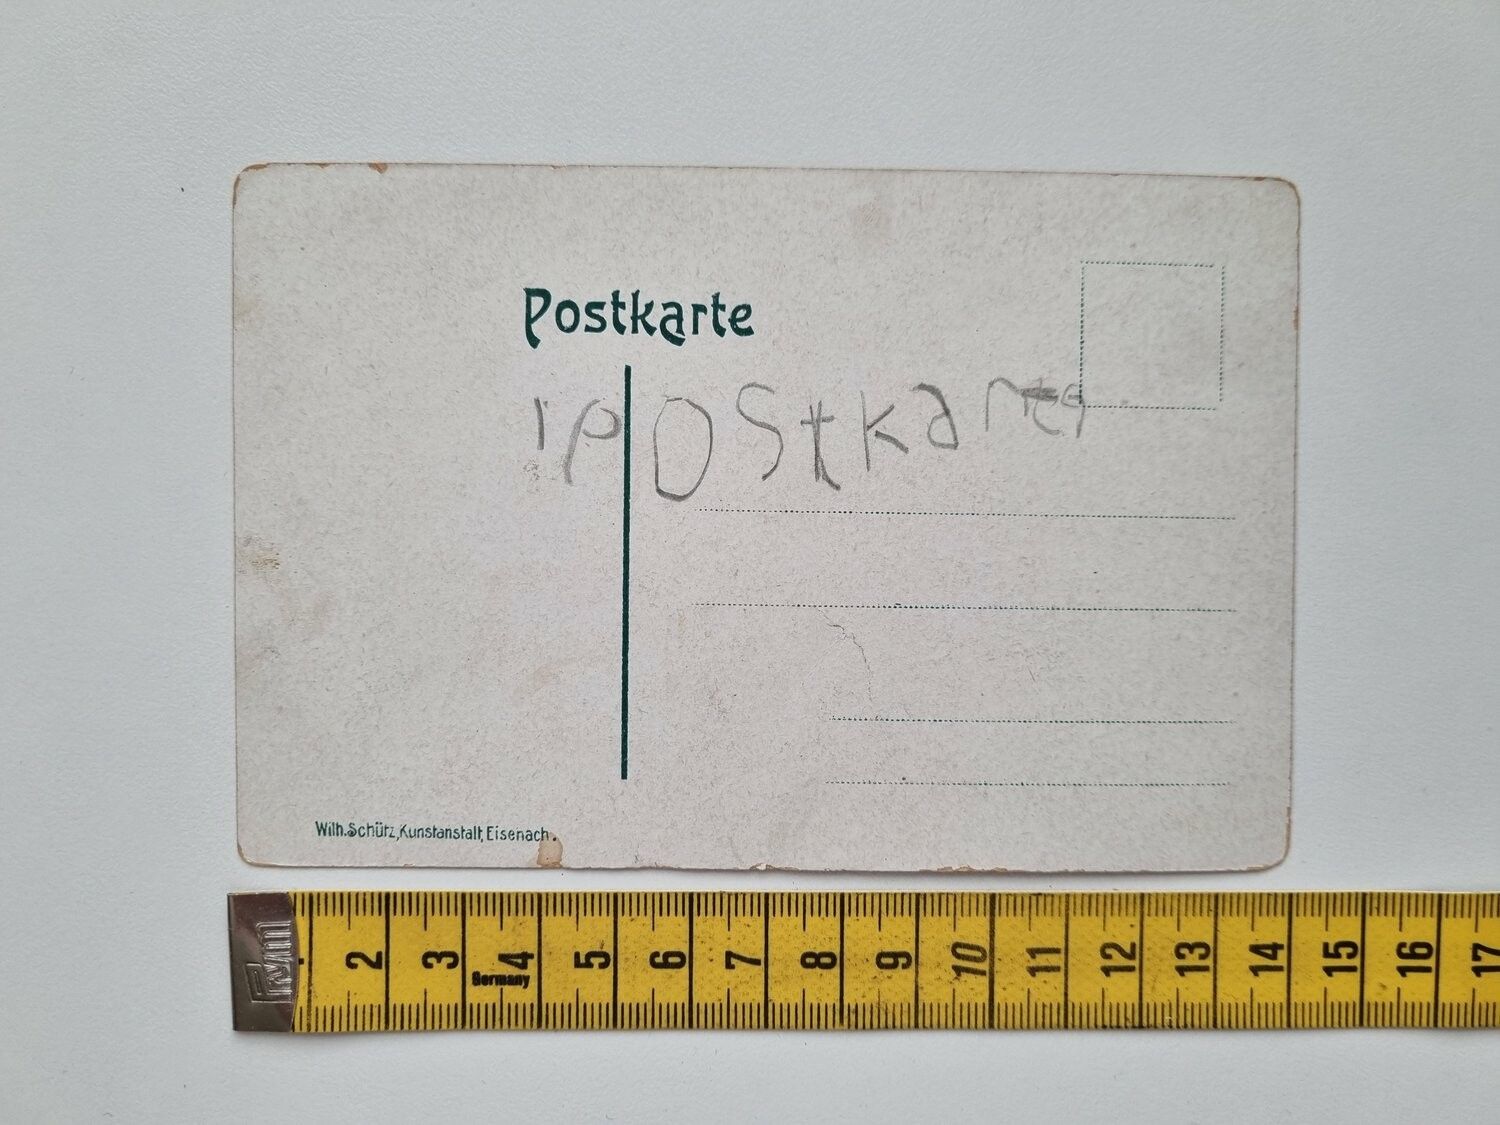 Postkarte
Postkarte
Wilh. Schütz, Kunstanstalt, Eisenach.
Prym
2 3 4 5 6 7 8 9 10 11 12 13 14 15 16 17
Germany